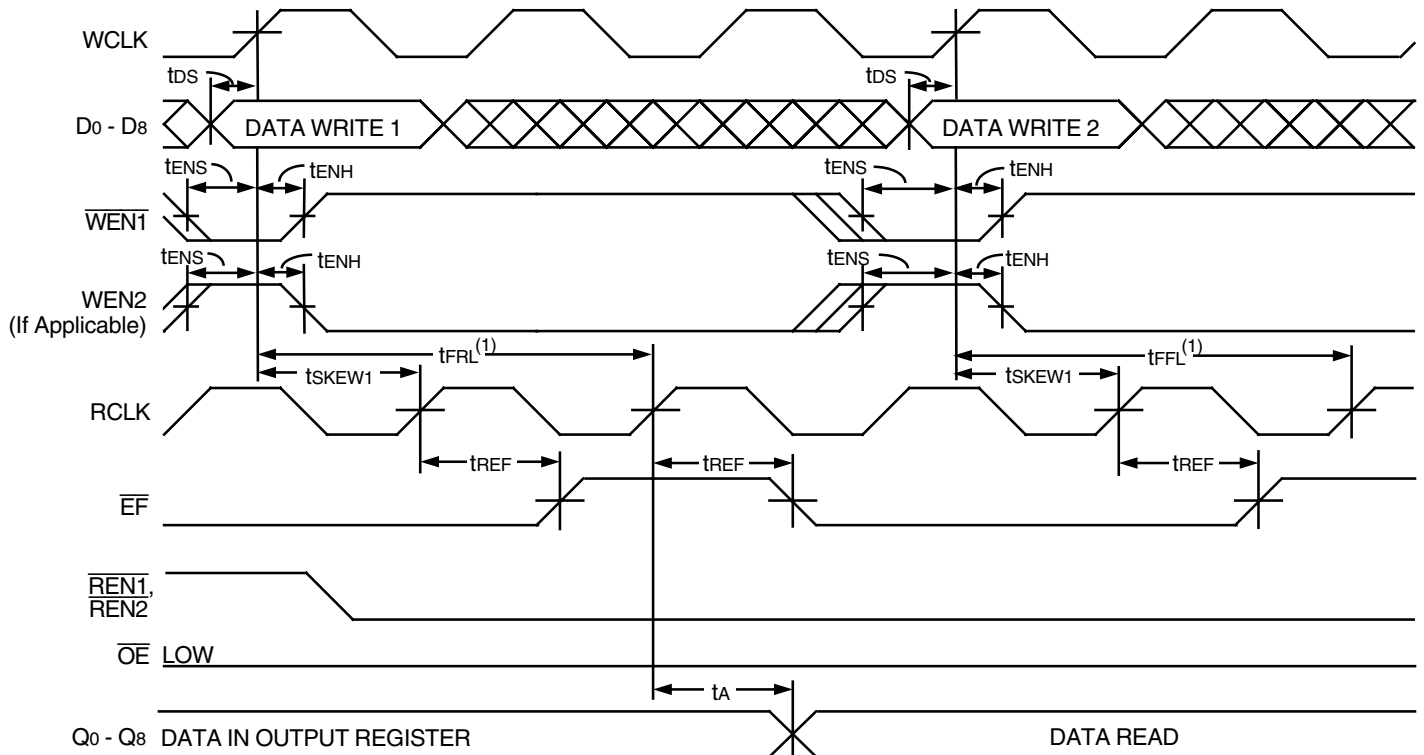 WCLK
tDS tDS
D0 - D8 DATA WRITE 1 DATA WRITE 2
tENS tENH tENS tENH
WEN1
tENS tENH tENS tENH
WEN2
(If Applicable)
tFRL(1) tFFL(1)
tSKEW1 tSKEW1
RCLK
tREF tREF tREF
EF
REN1,
REN2
OE LOW
tA
Q0 - Q8 DATA IN OUTPUT REGISTER DATA READ